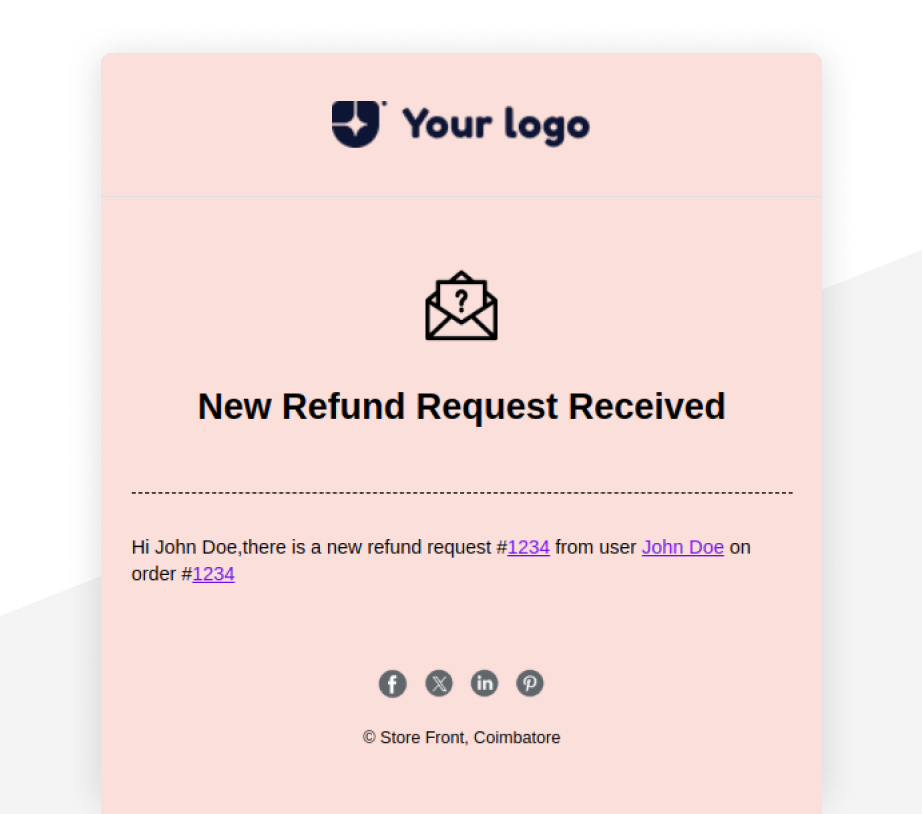 Your logo
?
New Refund Request Received
Hi John Doe,there is a new refund request #1234 from user John Doe on
order #1234
f X in P
© Store Front, Coimbatore